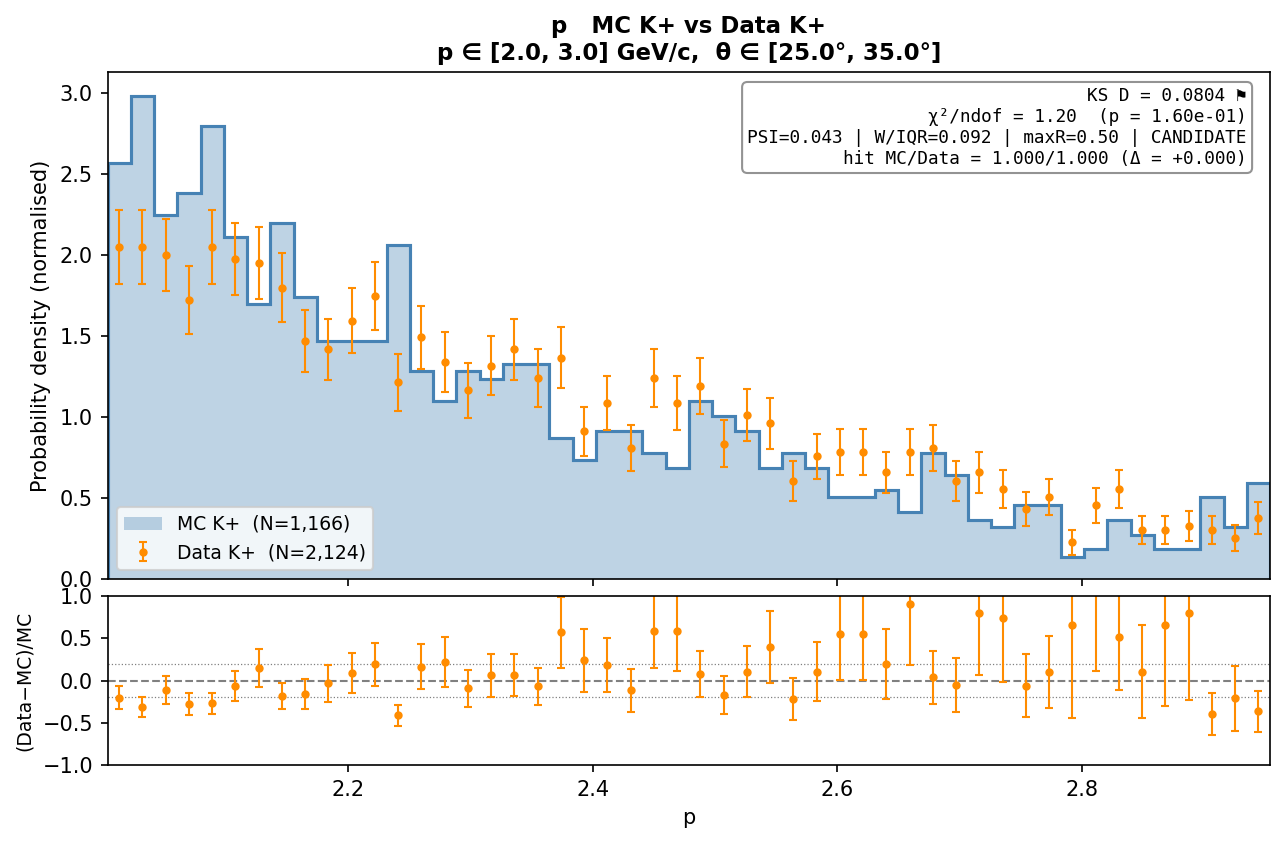 p   MC K+ vs Data K+
p ∈ [2.0, 3.0] GeV/c,  θ ∈ [25.0°, 35.0°]
KS D = 0.0804 ⚑
χ²/ndof = 1.20  (p = 1.60e-01)
PSI=0.043 | W/IQR=0.092 | maxR=0.50 | CANDIDATE
hit MC/Data = 1.000/1.000 (Δ = +0.000)
Probability density (normalised)
3.0
2.5
2.0
1.5
1.0
0.5
0.0
MC K+  (N=1,166)
Data K+  (N=2,124)
(Data−MC)/MC
1.0
0.5
0.0
−0.5
−1.0
2.2
2.4
2.6
2.8
p